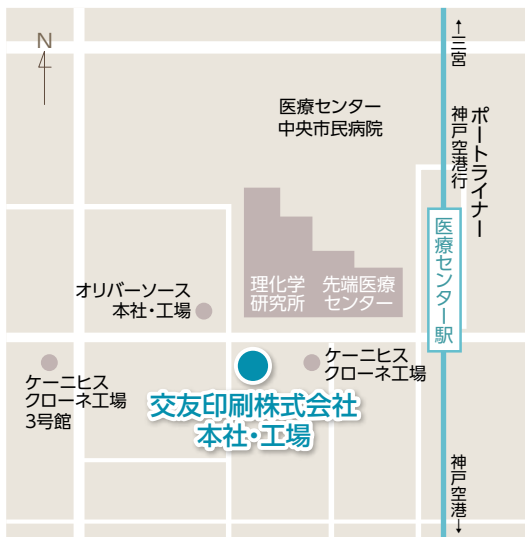 N
↑三宮
医療センター
中央市民病院
ポートライナー
神戸空港行
医療センター駅
理化学
研究所
先端医療
センター
オリバーソース
本社・工場
ケーニヒス
クローネ工場
ケーニヒス
クローネ工場
3号館
交友印刷株式会社
本社・工場
神戸空港↓